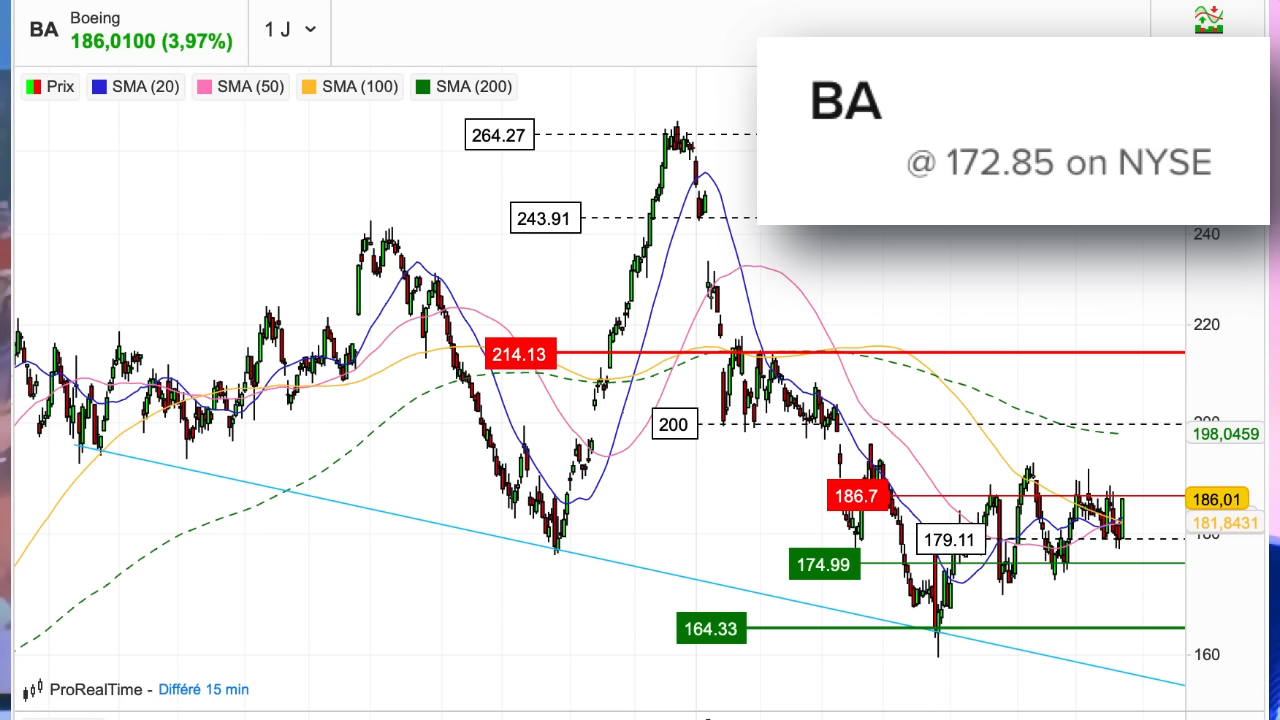 BA
Boeing
186,0100 (3,97%)
1 J
Prix
SMA (20)
SMA (50)
SMA (100)
SMA (200)
BA
@ 172.85 on NYSE
264.27
243.91
240
220
214.13
200
198,0459
186.7
186,01
181,8431
179.11
174.99
164.33
160
ProRealTime - Différé 15 min